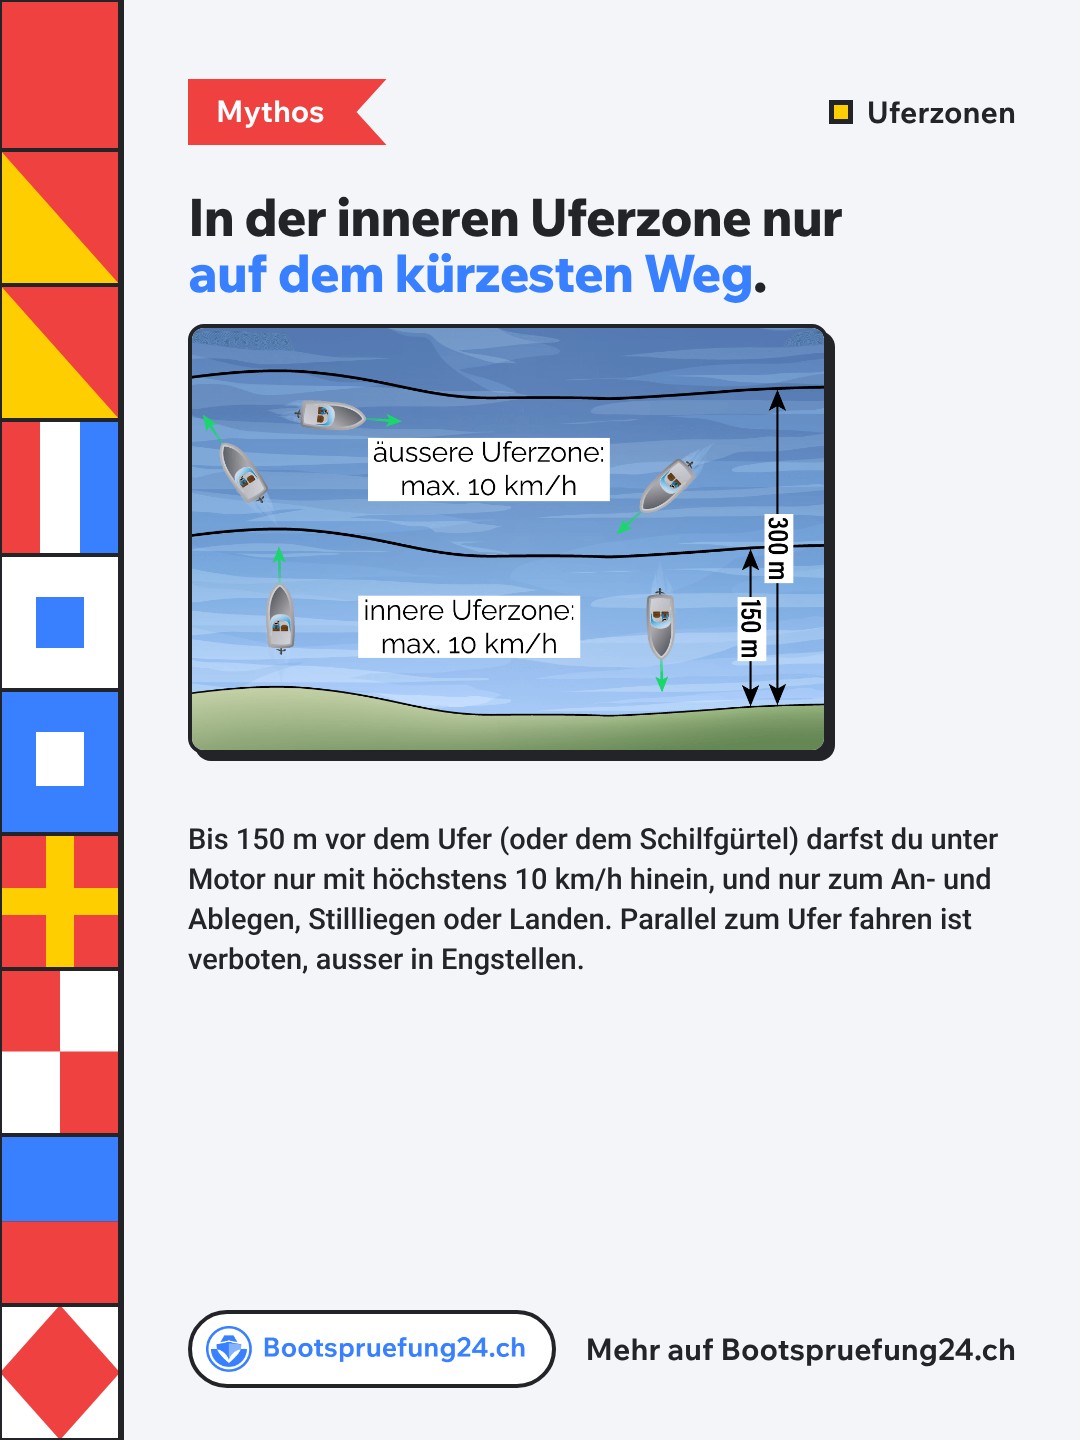 Mythos
Uferzonen
In der inneren Uferzone nur
auf dem kürzesten Weg.
äussere Uferzone:
max. 10 km/h
300 m
innere Uferzone:
max. 10 km/h
150 m
Bis 150 m vor dem Ufer (oder dem Schilfgürtel) darfst du unter
Motor nur mit höchstens 10 km/h hinein, und nur zum An- und
Ablegen, Stillliegen oder Landen. Parallel zum Ufer fahren ist
verboten, ausser in Engstellen.
Bootspruefung24.ch
Mehr auf Bootspruefung24.ch